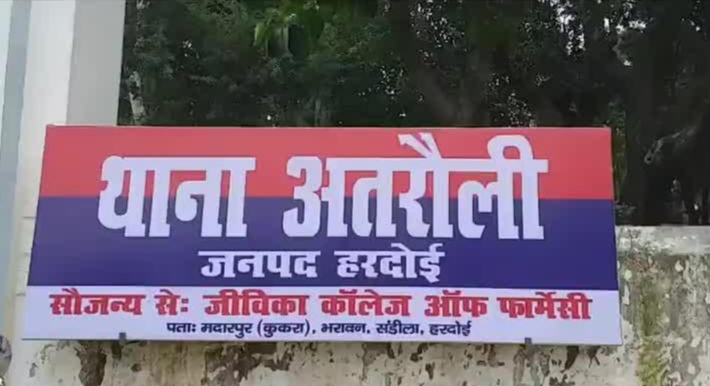 थाना अतरौली
जनपद हरदोई
सौजन्य से: जीविका कॉलेज ऑफ फार्मेसी
पता: मदारपुर (कुकरा), भरावन, संडीला, हरदोई